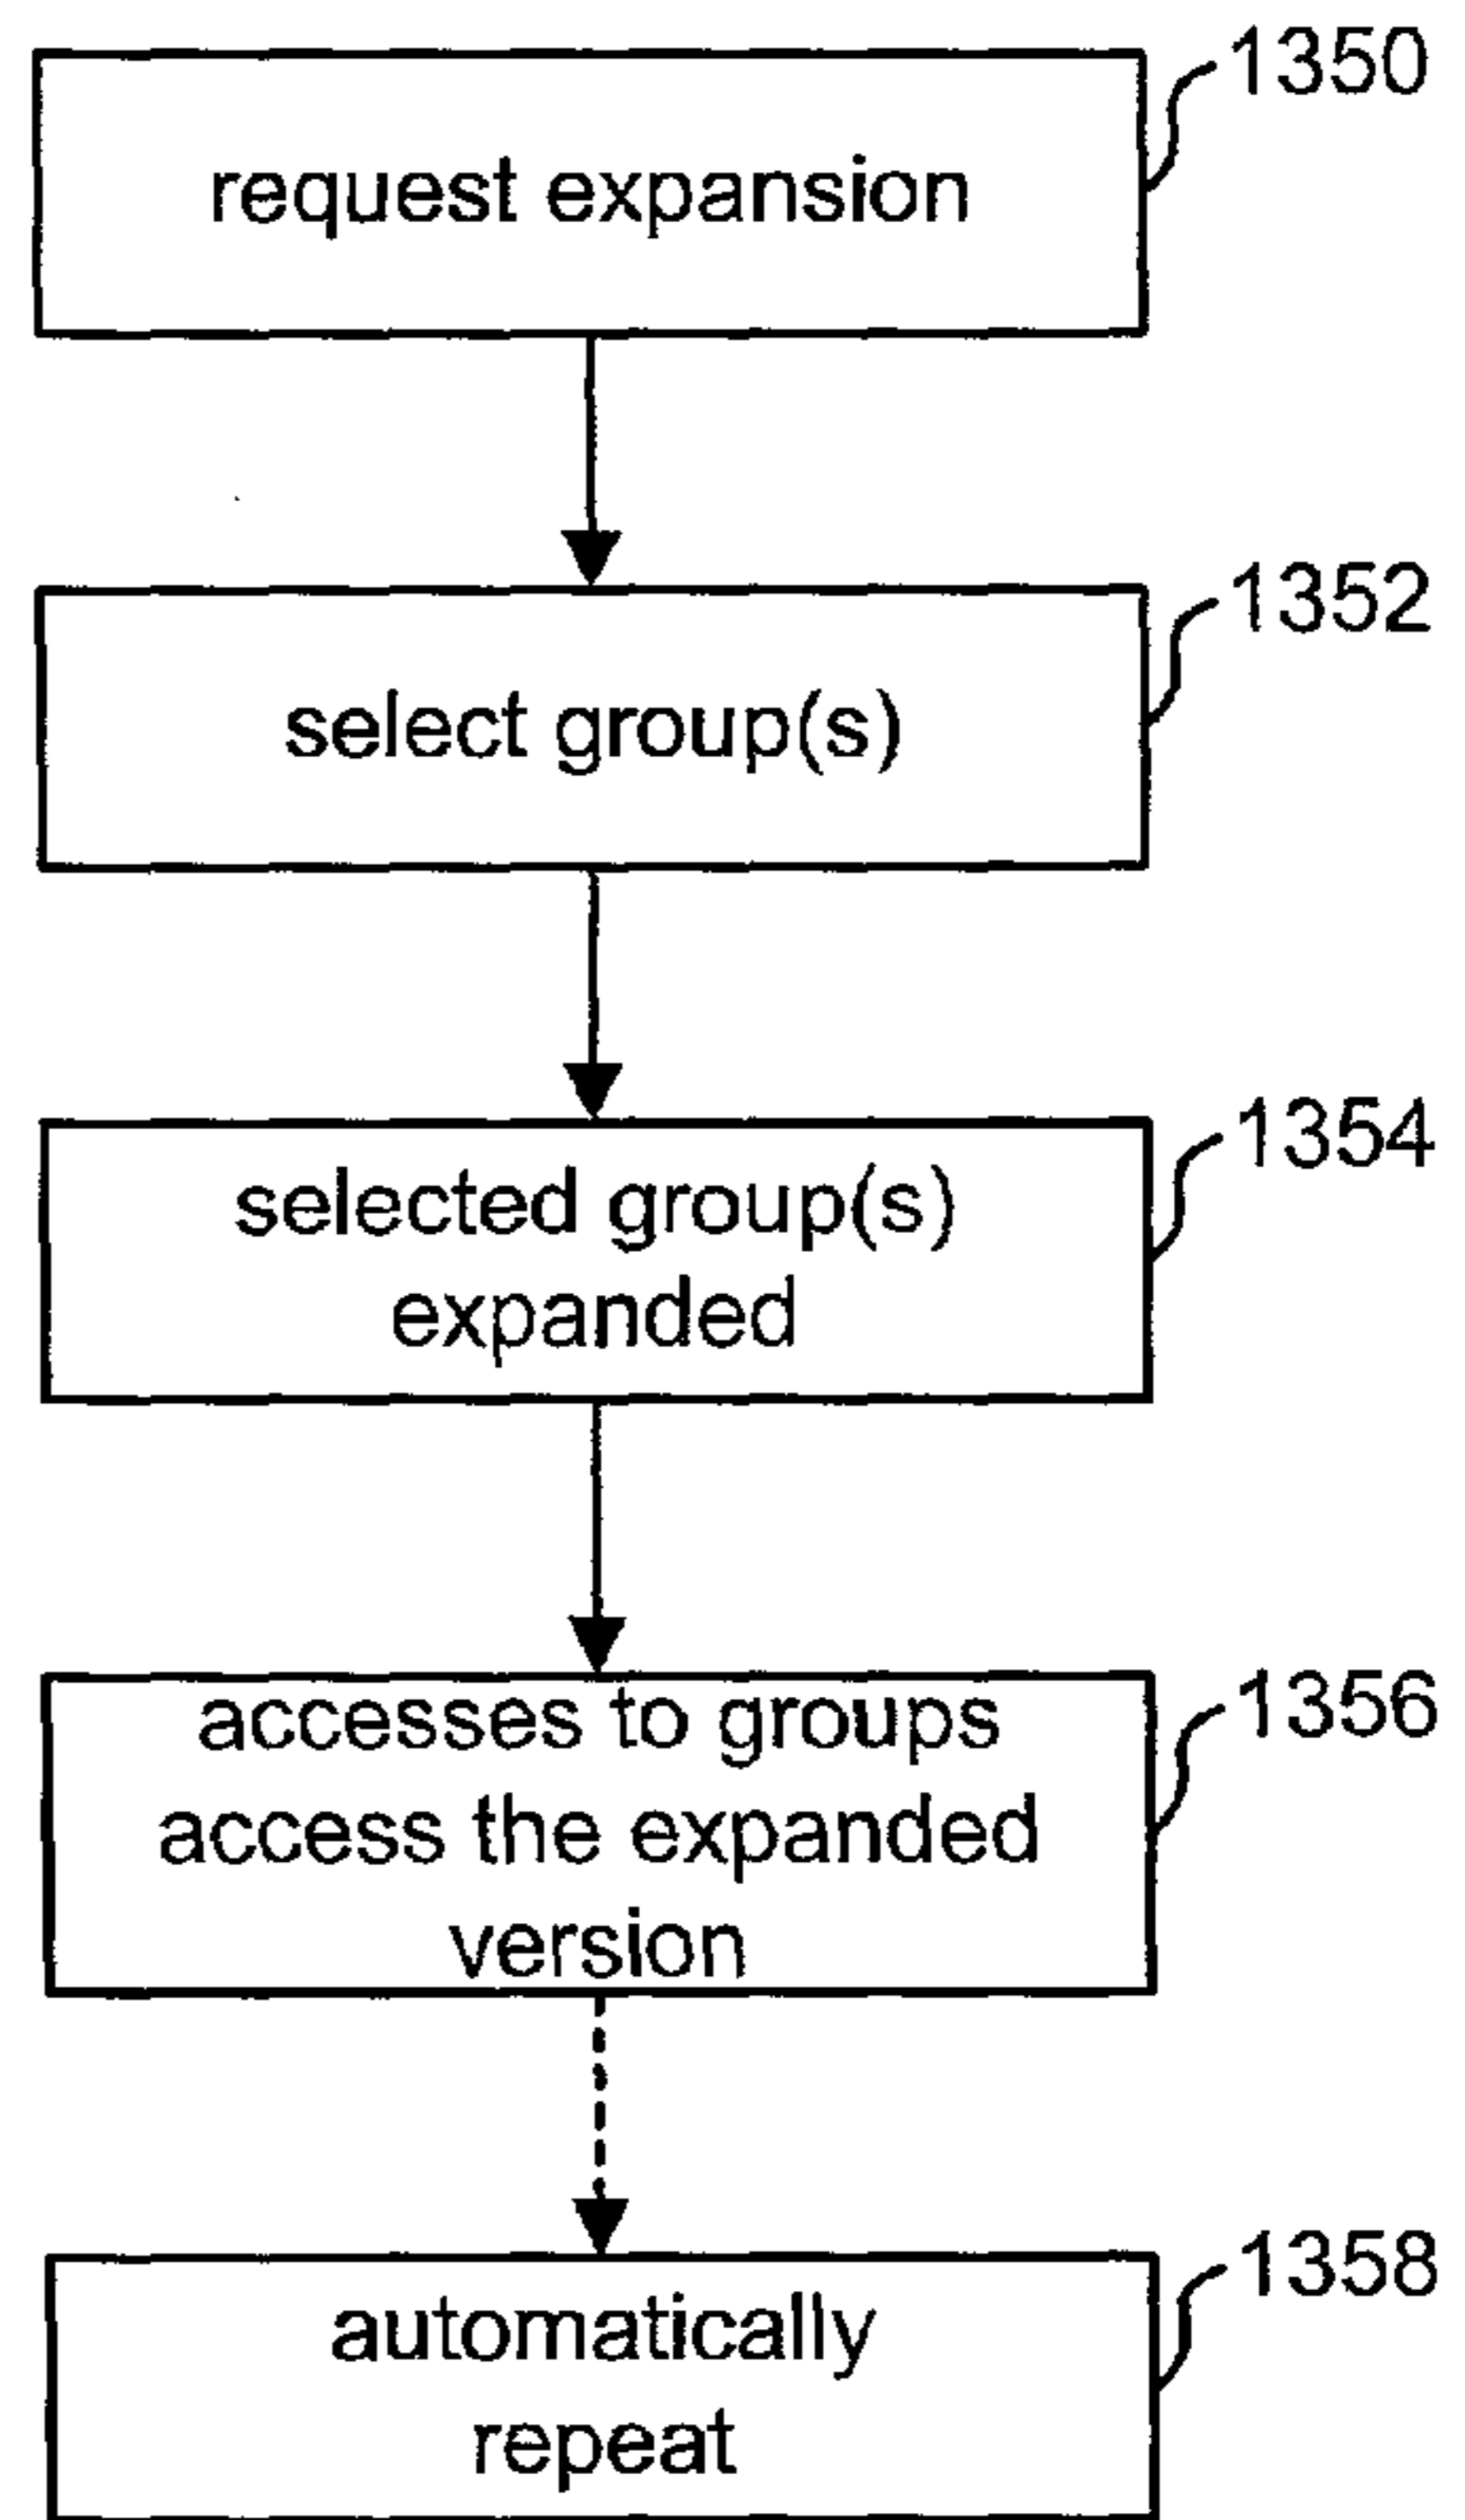 1350
request expansion
1352
select group(s)
1354
selected group(s)
expanded
1356
accesses to groups
access the expanded
version
1358
automatically
repeat